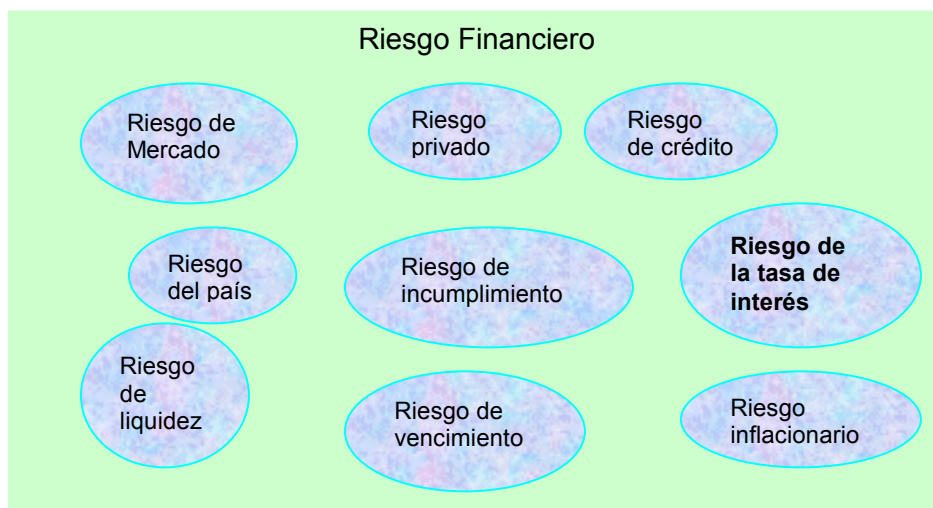 Riesgo Financiero
Riesgo de
Mercado
Riesgo
privado
Riesgo
de crédito
Riesgo
del país
Riesgo de
incumplimiento
Riesgo de
la tasa de
interés
Riesgo
de
liquidez
Riesgo de
vencimiento
Riesgo
inflacionario